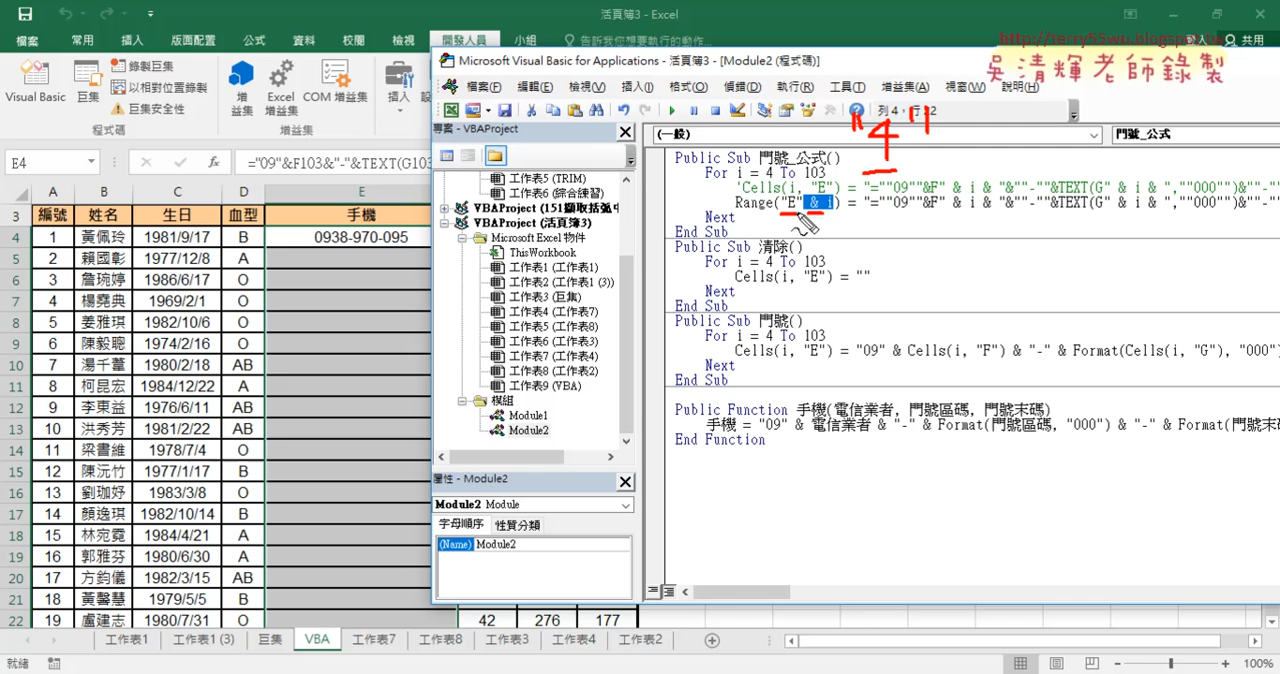 活頁簿3 - Excel
檔案 常用 插入 版面配置 公式 資料 校閱 檢視 開發人員 小組 告訴我您想要執行的動作... 共用
http://terry55wu.blogspot.tw
吳清輝老師錄製
Visual Basic 巨集 錄製巨集 以相對位置錄製 巨集安全性 增益集 Excel 增益集 COM 增益集 插入
程式碼 增益集
E4 ="09"&F103&"-"&TEXT(G103
A B C D E
3 編號 姓名 生日 血型 手機
4 1 黃佩玲 1981/9/17 B 0938-970-095
5 2 賴國彰 1977/12/8 A
6 3 詹琬婷 1986/6/17 O
7 4 楊堯典 1969/2/1 O
8 5 姜雅琪 1982/10/6 O
9 6 陳毅聰 1974/2/16 O
10 7 湯千葦 1980/2/18 AB
11 8 柯昆宏 1984/12/22 A
12 9 李東益 1976/6/11 AB
13 10 洪秀芳 1981/2/22 AB
14 11 梁書維 1978/7/4 O
15 12 陳沅竹 1977/1/17 B
16 13 劉珈妤 1983/3/8 O
17 14 顏逸琪 1982/10/14 B
18 15 林宛霓 1984/4/21 A
19 16 郭雅芬 1980/6/30 A
20 17 方鈞儀 1982/3/15 AB
21 18 黃馨慧 1979/5/5 B
22 19 盧建志 1980/7/31 O 42 276 177
工作表1 工作表1 (3) 巨集 VBA 工作表7 工作表8 工作表3 工作表4 工作表2
就緒 100%
Microsoft Visual Basic for Applications - 活頁簿3 - [Module2 (程式碼)]
檔案(F) 編輯(E) 檢視(V) 插入(I) 格式(O) 偵錯(D) 執行(R) 工具(T) 增益集(A) 視窗(W) 說明(H)
列 4，行 22
"4"
專案 - VBAProject
工作表5 (TRIM)
工作表6 (綜合練習)
VBAProject (151擷取括弧中
VBAProject (活頁簿3)
Microsoft Excel 物件
ThisWorkbook
工作表1 (工作表1)
工作表2 (工作表1 (3))
工作表3 (巨集)
工作表4 (工作表7)
工作表5 (工作表8)
工作表6 (工作表3)
工作表7 (工作表4)
工作表8 (工作表2)
工作表9 (VBA)
模組
Module1
Module2
屬性 - Module2
Module2 Module
字母順序 性質分類
(Name) Module2
(一般) 門號_公式
Public Sub 門號_公式()
For i = 4 To 103
'Cells(i, "E") = "=""09""&F" & i & "&""-""&TEXT(G" & i & ",""000"")&""-"
Range("E" & i) = "=""09""&F" & i & "&""-""&TEXT(G" & i & ",""000"")&""-"
Next
End Sub
Public Sub 清除()
For i = 4 To 103
Cells(i, "E") = ""
Next
End Sub
Public Sub 門號()
For i = 4 To 103
Cells(i, "E") = "09" & Cells(i, "F") & "-" & Format(Cells(i, "G"), "000")
Next
End Sub
Public Function 手機(電信業者, 門號區碼, 門號末碼)
手機 = "09" & 電信業者 & "-" & Format(門號區碼, "000") & "-" & Format(門號末
End Function